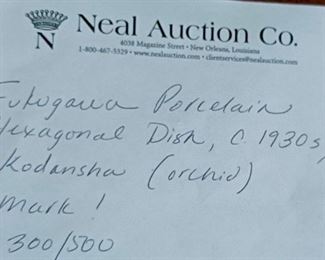 N
Neal Auction Co.
4038 Magazine Street • New Orleans, Louisiana
1-800-467-5329 • www.nealauction.com • clientservices@nealauction.com
Fukugawa Porcelain
Hexagonal Dish, c. 1930s,
Kodansha (orchid)
mark!
300/500